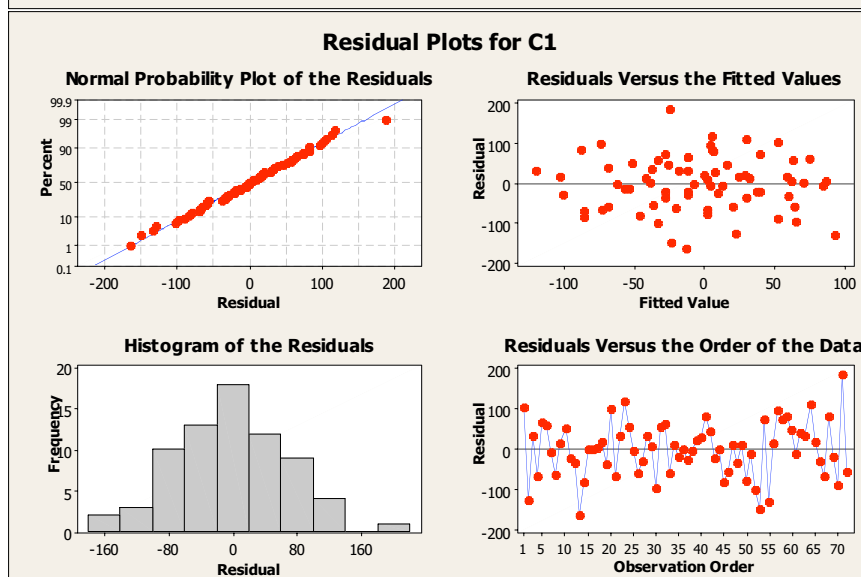 Residual Plots for C1
Normal Probability Plot of the Residuals
99.9
99
90
50
10
1
0.1
Percent
-200 -100 0 100 200
Residual
Residuals Versus the Fitted Values
200
100
0
-100
-200
Residual
-100 -50 0 50 100
Fitted Value
Histogram of the Residuals
20
15
10
5
0
Frequency
-160 -80 0 80 160
Residual
Residuals Versus the Order of the Data
200
100
0
-100
-200
Residual
1 5 10 15 20 25 30 35 40 45 50 55 60 65 70
Observation Order